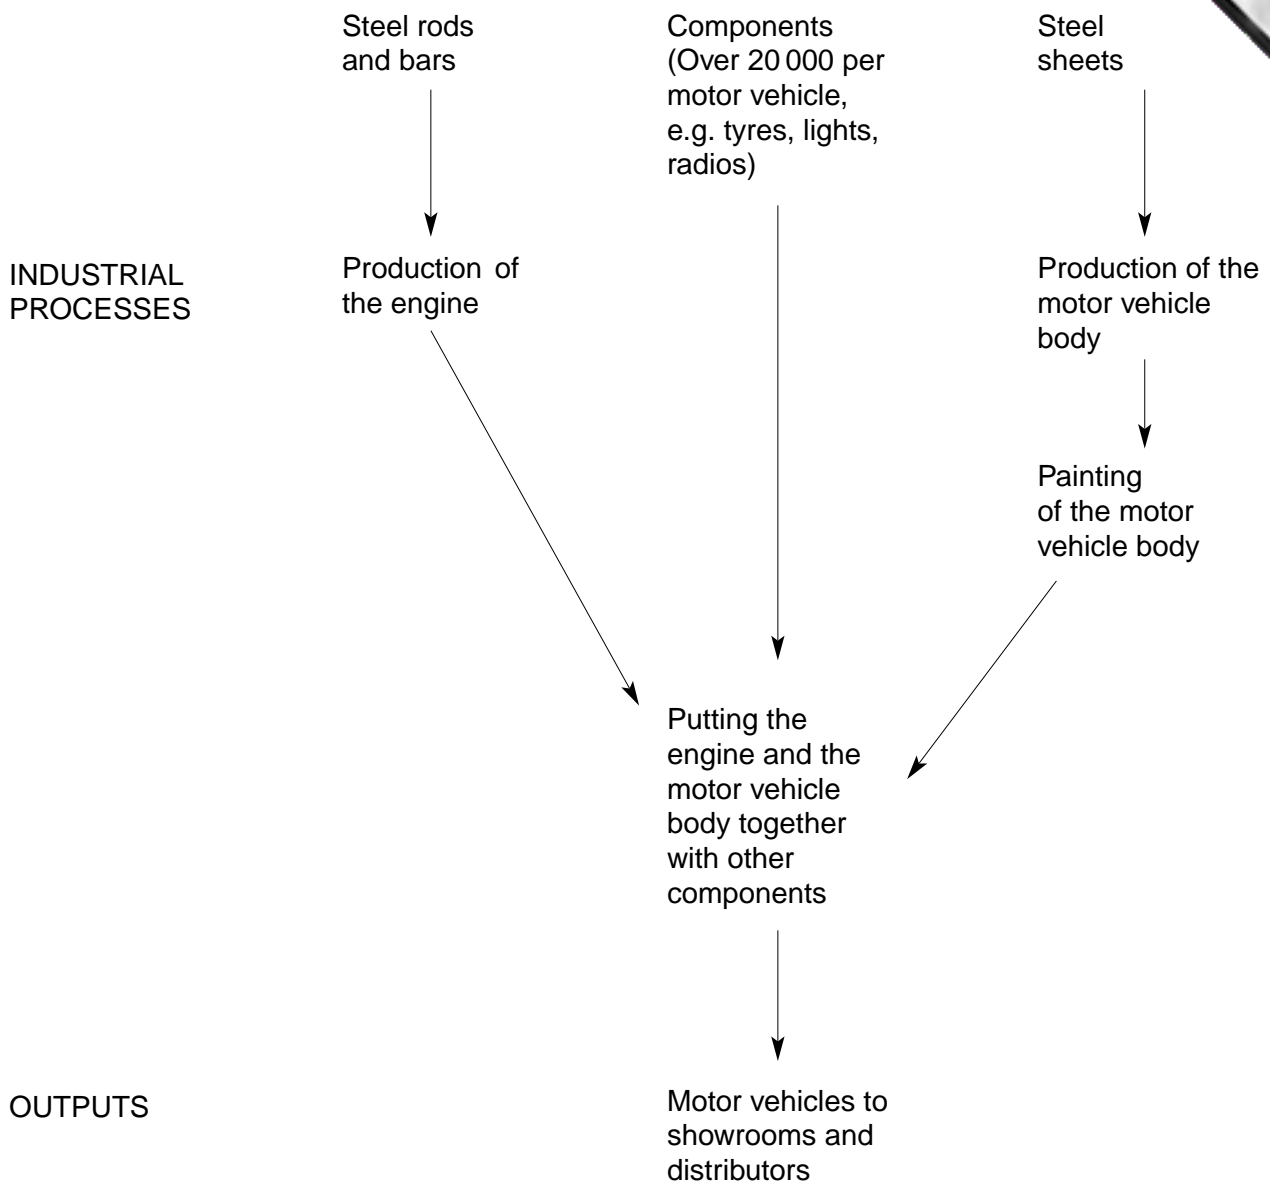 Steel rods
and bars
Components
(Over 20 000 per
motor vehicle,
e.g. tyres, lights,
radios)
Steel
sheets
INDUSTRIAL
PROCESSES
Production of
the engine
Production of the
motor vehicle
body
Painting
of the motor
vehicle body
Putting the
engine and the
motor vehicle
body together
with other
components
OUTPUTS
Motor vehicles to
showrooms and
distributors